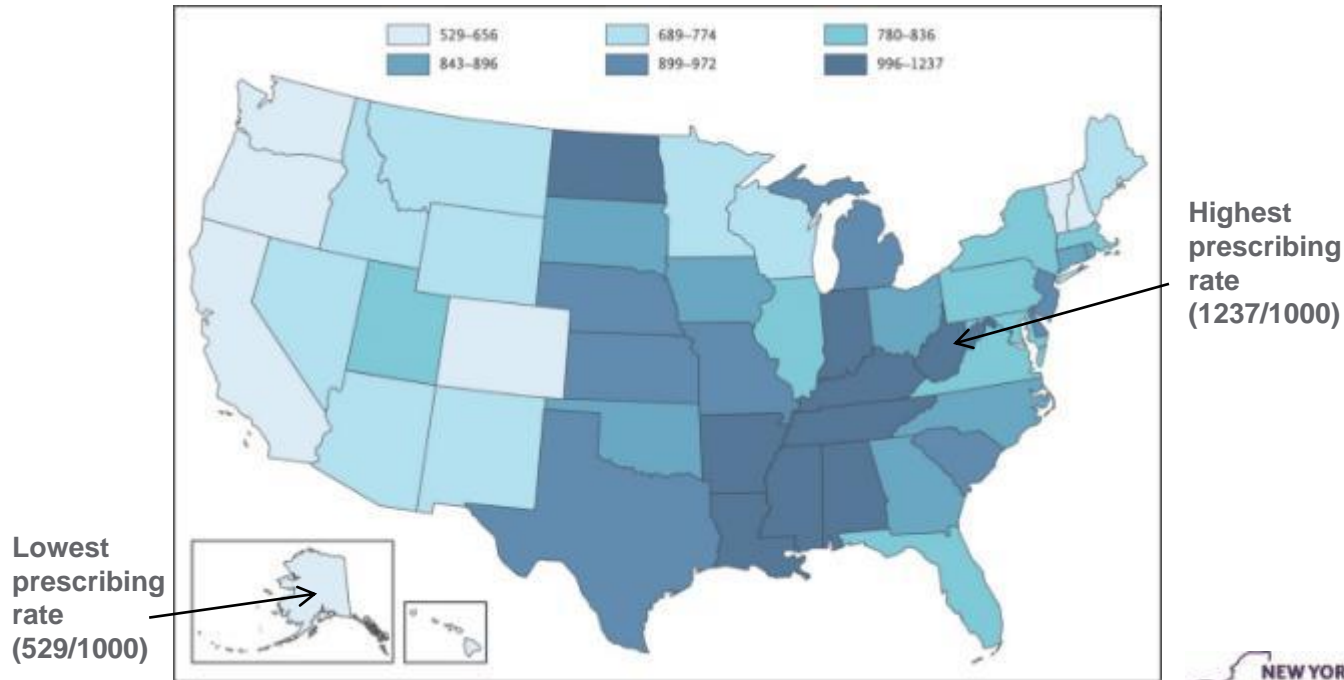 529–656
689–774
780–836
843–896
899–972
996–1237
Highest
prescribing
rate
(1237/1000)
Lowest
prescribing
rate
(529/1000)
NEW YOR